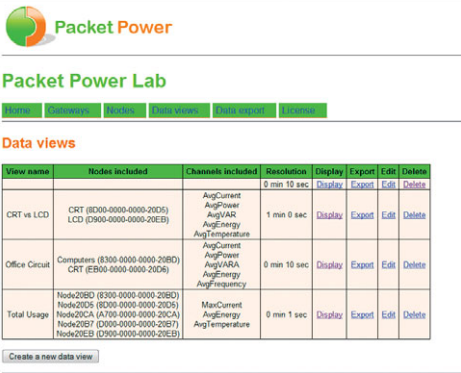 Packet Power
Packet Power Lab
Home Gateways Nodes Data views Data export License
Data views
View name Nodes included Channels included Resolution Display Export Edit Delete
0 min 10 sec Display Export Edit Delete
CRT vs LCD
CRT (8D00-0000-0000-20D5)
LCD (D900-0000-0000-20EB)
AvgCurrent
AvgPower
AvgVAR
AvgEnergy
AvgTemperature
1 min 0 sec Display Export Edit Delete
Office Circuit
Computers (8300-0000-0000-20BD)
CRT (EB00-0000-0000-20D6)
AvgCurrent
AvgPower
AvgVARA
AvgEnergy
AvgFrequency
0 min 10 sec Display Export Edit Delete
Total Usage
Node20BD (8300-0000-0000-20BD)
Node20D5 (8D00-0000-0000-20D5)
Node20CA (A700-0000-0000-20CA)
Node20B7 (D000-0000-0000-20B7)
Node20EB (D900-0000-0000-20EB)
MaxCurrent
AvgEnergy
AvgTemperature
0 min 1 sec Display Export Edit Delete
Create a new data view